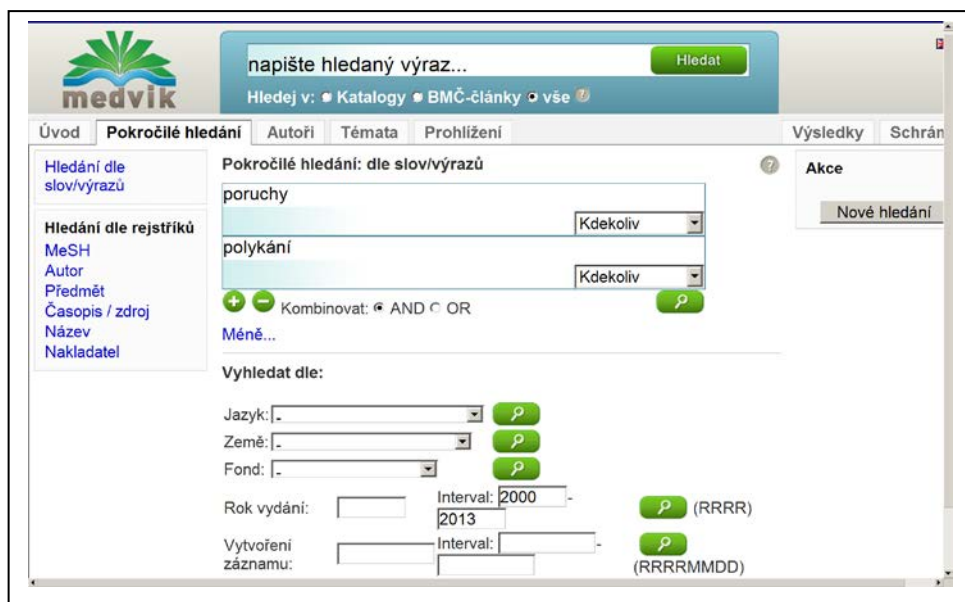 medvik
napište hledaný výraz...
Hledat
Hledej v: Katalogy BMČ-články vše ?
Úvod Pokročilé hledání Autoři Témata Prohlížení Výsledky Schrán
Hledání dle
slov/výrazů
Hledání dle rejstříků
MeSH
Autor
Předmět
Časopis / zdroj
Název
Nakladatel
Pokročilé hledání: dle slov/výrazů ?
poruchy
Kdekoliv
polykání
Kdekoliv
Kombinovat: AND OR
Méně...
Vyhledat dle:
Jazyk: -
Země: -
Fond: -
Rok vydání: Interval: 2000 -
2013 (RRRR)
Vytvoření Interval: -
záznamu: (RRRRMMDD)
Akce
Nové hledání